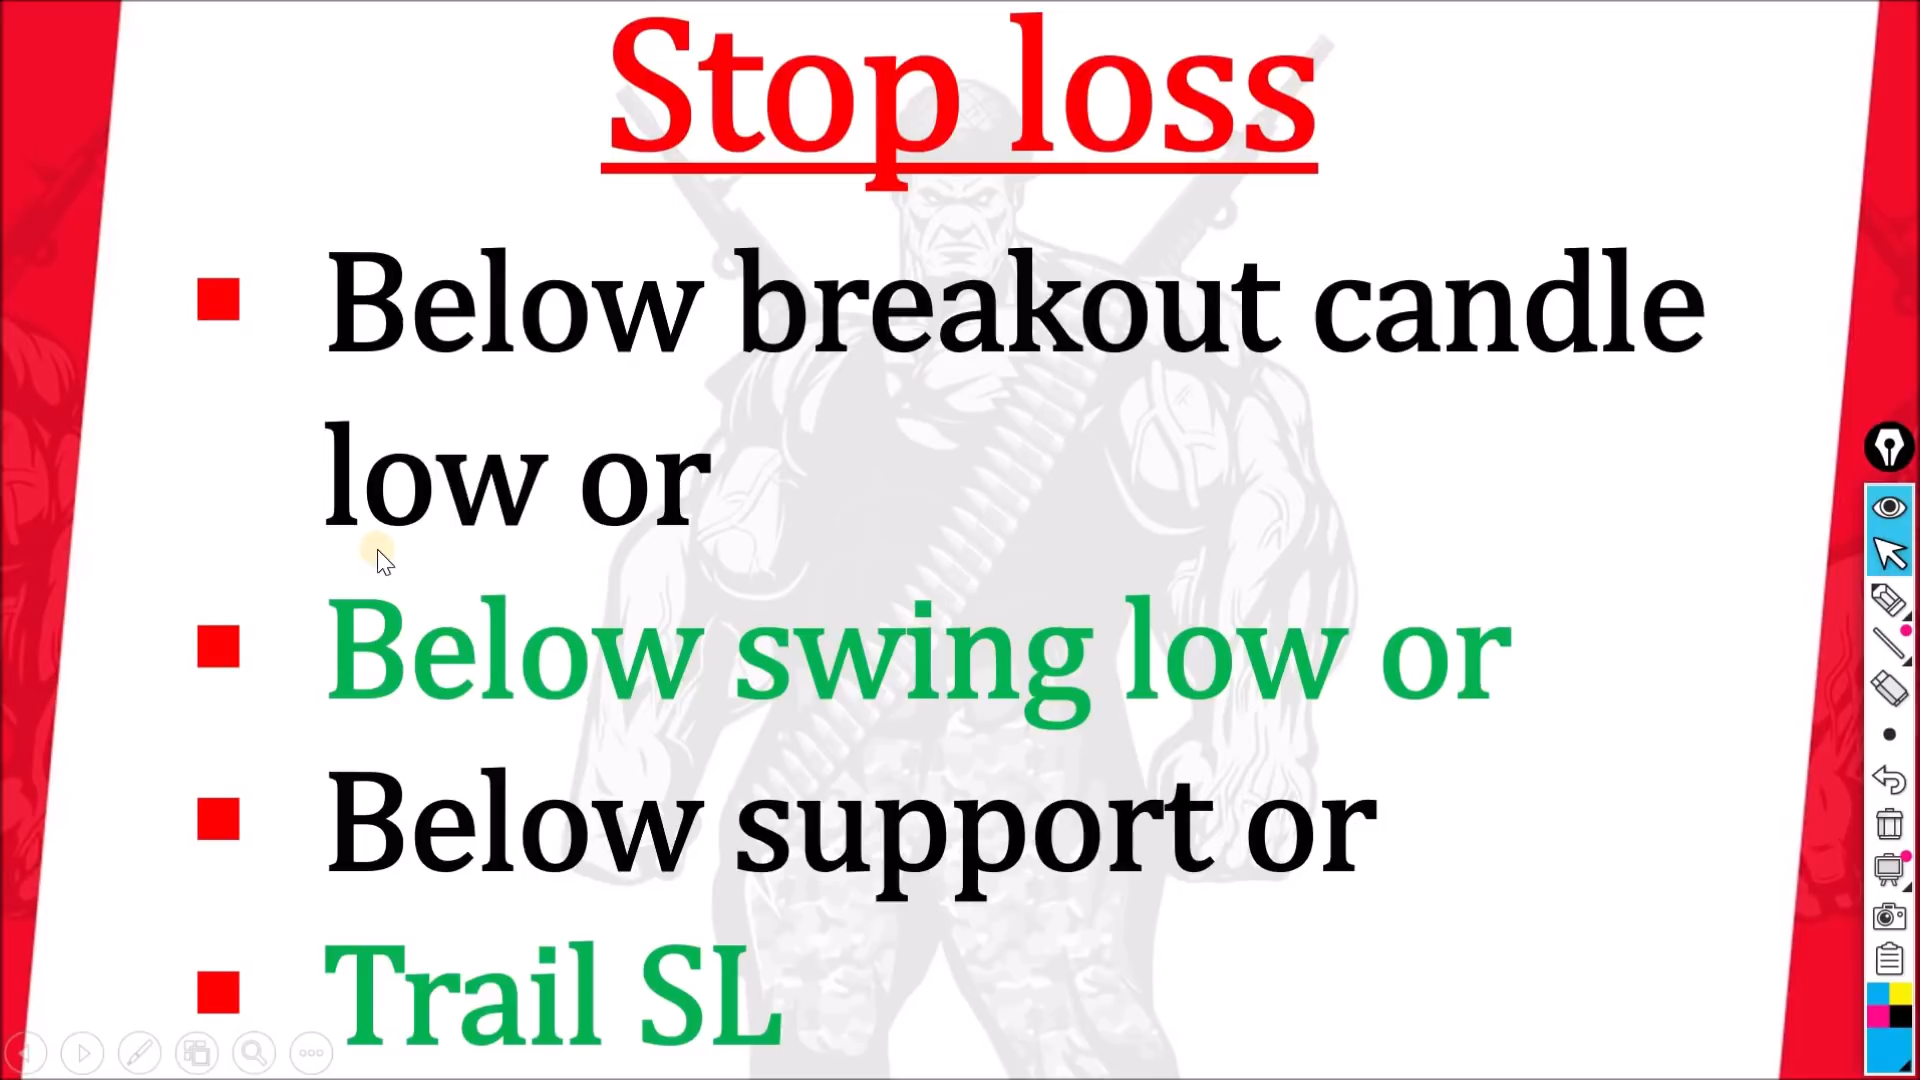 Stop loss
Below breakout candle
low or
Below swing low or
Below support or
Trail SL